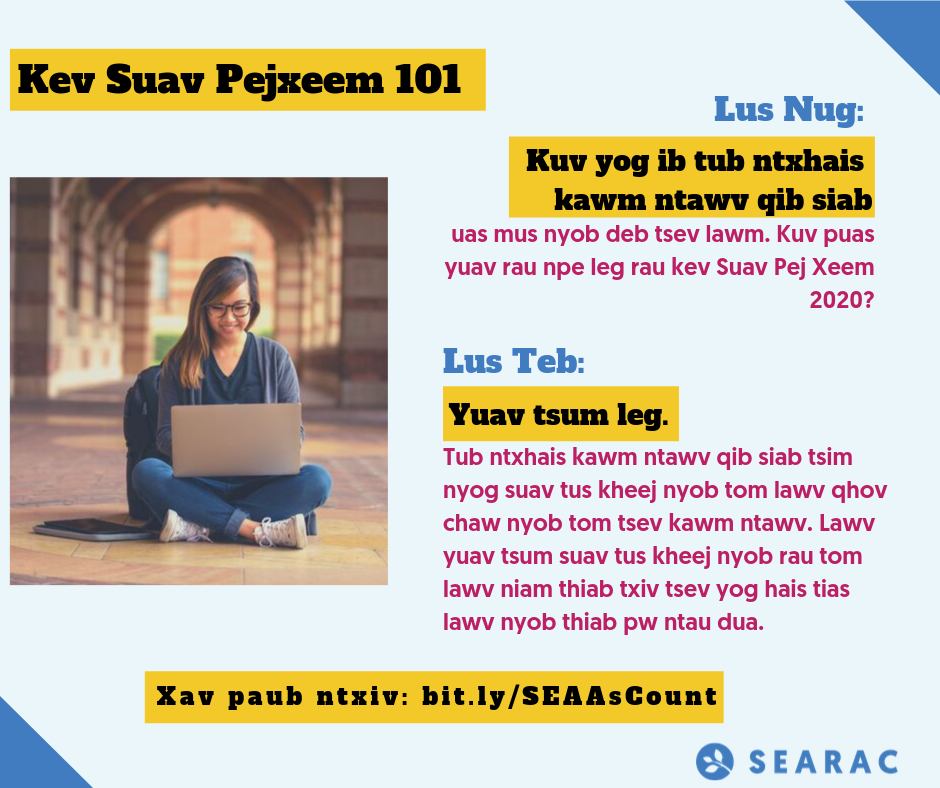 Kev Suav Pejxeem 101
Lus Nug:
Kuv yog ib tub ntxhais
kawm ntawv qib siab
uas mus nyob deb tsev lawm. Kuv puas
yuav rau npe leg rau kev Suav Pej Xeem
2020?
Lus Teb:
Yuav tsum leg.
Tub ntxhais kawm ntawv qib siab tsim
nyog suav tus kheej nyob tom lawv qhov
chaw nyob tom tsev kawm ntawv. Lawv
yuav tsum suav tus kheej nyob rau tom
lawv niam thiab txiv tsev yog hais tias
lawv nyob thiab pw ntau dua.
Xav paub ntxiv: bit.ly/SEAAsCount
SEARAC